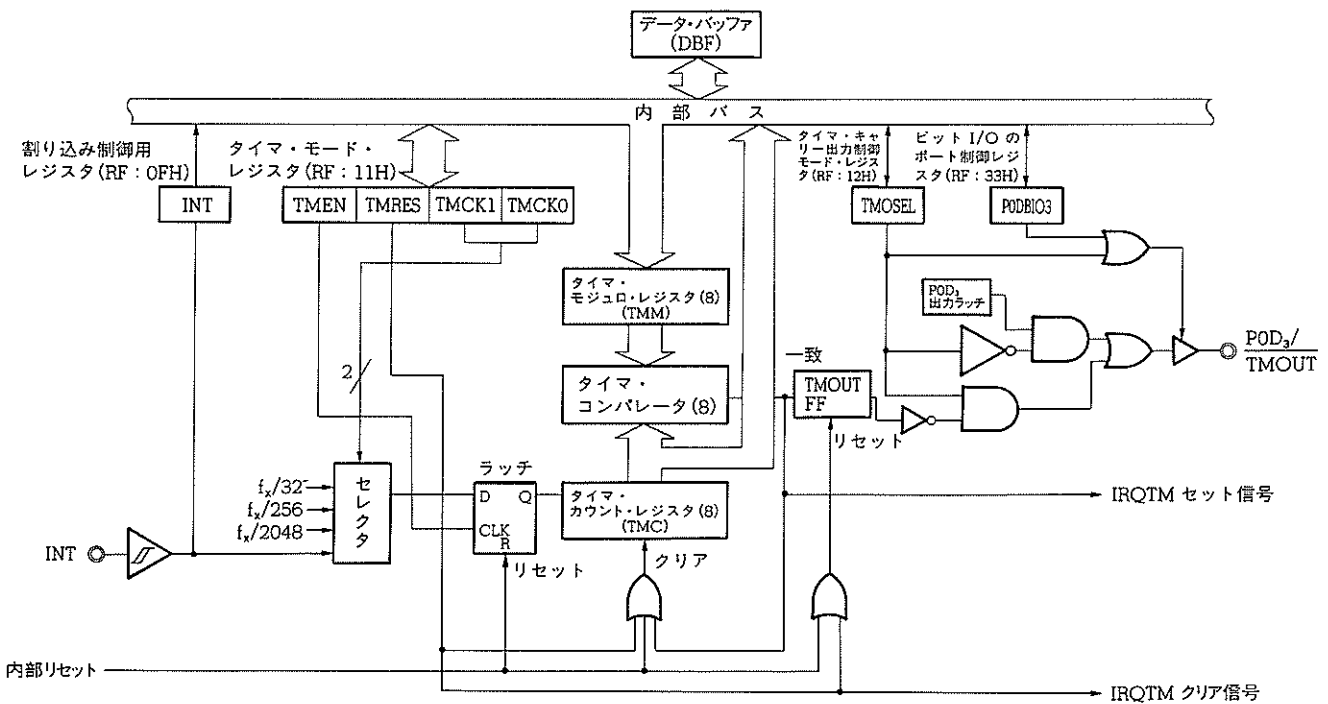 データ・バッファ
(DBF)
内 部 バ ス
割り込み制御用
レジスタ(RF：0FH)
タイマ・モード・
レジスタ(RF：11H)
タイマ・キャ
リー出力制御
モード・レジス
タ(RF：12H)
ビット I/O の
ポート制御レジ
スタ(RF：33H)
INT
TMEN
TMRES
TMCK1
TMCK0
TMOSEL
P0DBIO3
タイマ・
モジュロ・レジスタ(8)
(TMM)
P0D₃
出力ラッチ
P0D₃/
TMOUT
2
タイマ・
コンパレータ(8)
一致
TMOUT
FF
リセット
セレクタ
fx/32
fx/256
fx/2048
ラッチ
D
Q
CLK
R
リセット
タイマ・
カウント・レジスタ(8)
(TMC)
クリア
IRQTM セット信号
INT
内部リセット
IRQTM クリア信号